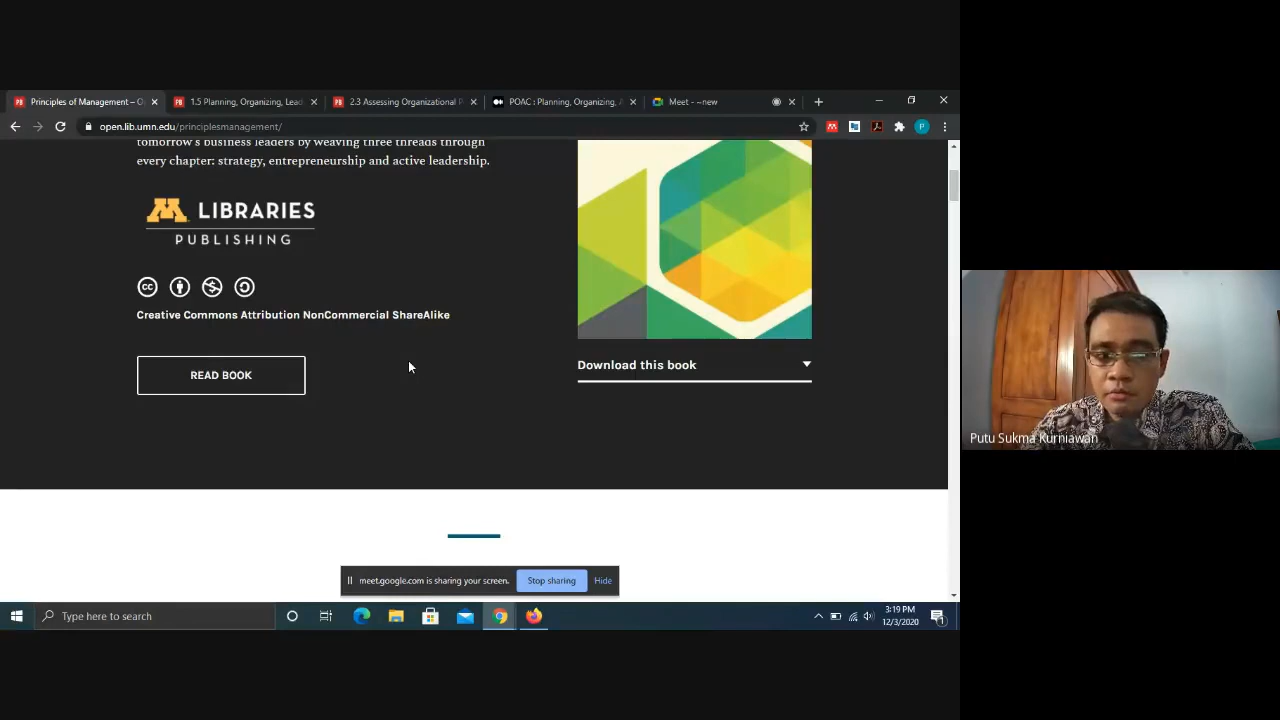 Principles of Management – O
1.5 Planning, Organizing, Lead
2.3 Assessing Organizational P
POAC : Planning, Organizing, A
Meet - ~new
open.lib.umn.edu/principlesmanagement/
P
tomorrow's business leaders by weaving three threads through
every chapter: strategy, entrepreneurship and active leadership.
M LIBRARIES
PUBLISHING
CC
Creative Commons Attribution NonCommercial ShareAlike
READ BOOK
Download this book
Putu Sukma Kurniawan
meet.google.com is sharing your screen.
Stop sharing
Hide
Type here to search
3:19 PM
12/3/2020
1